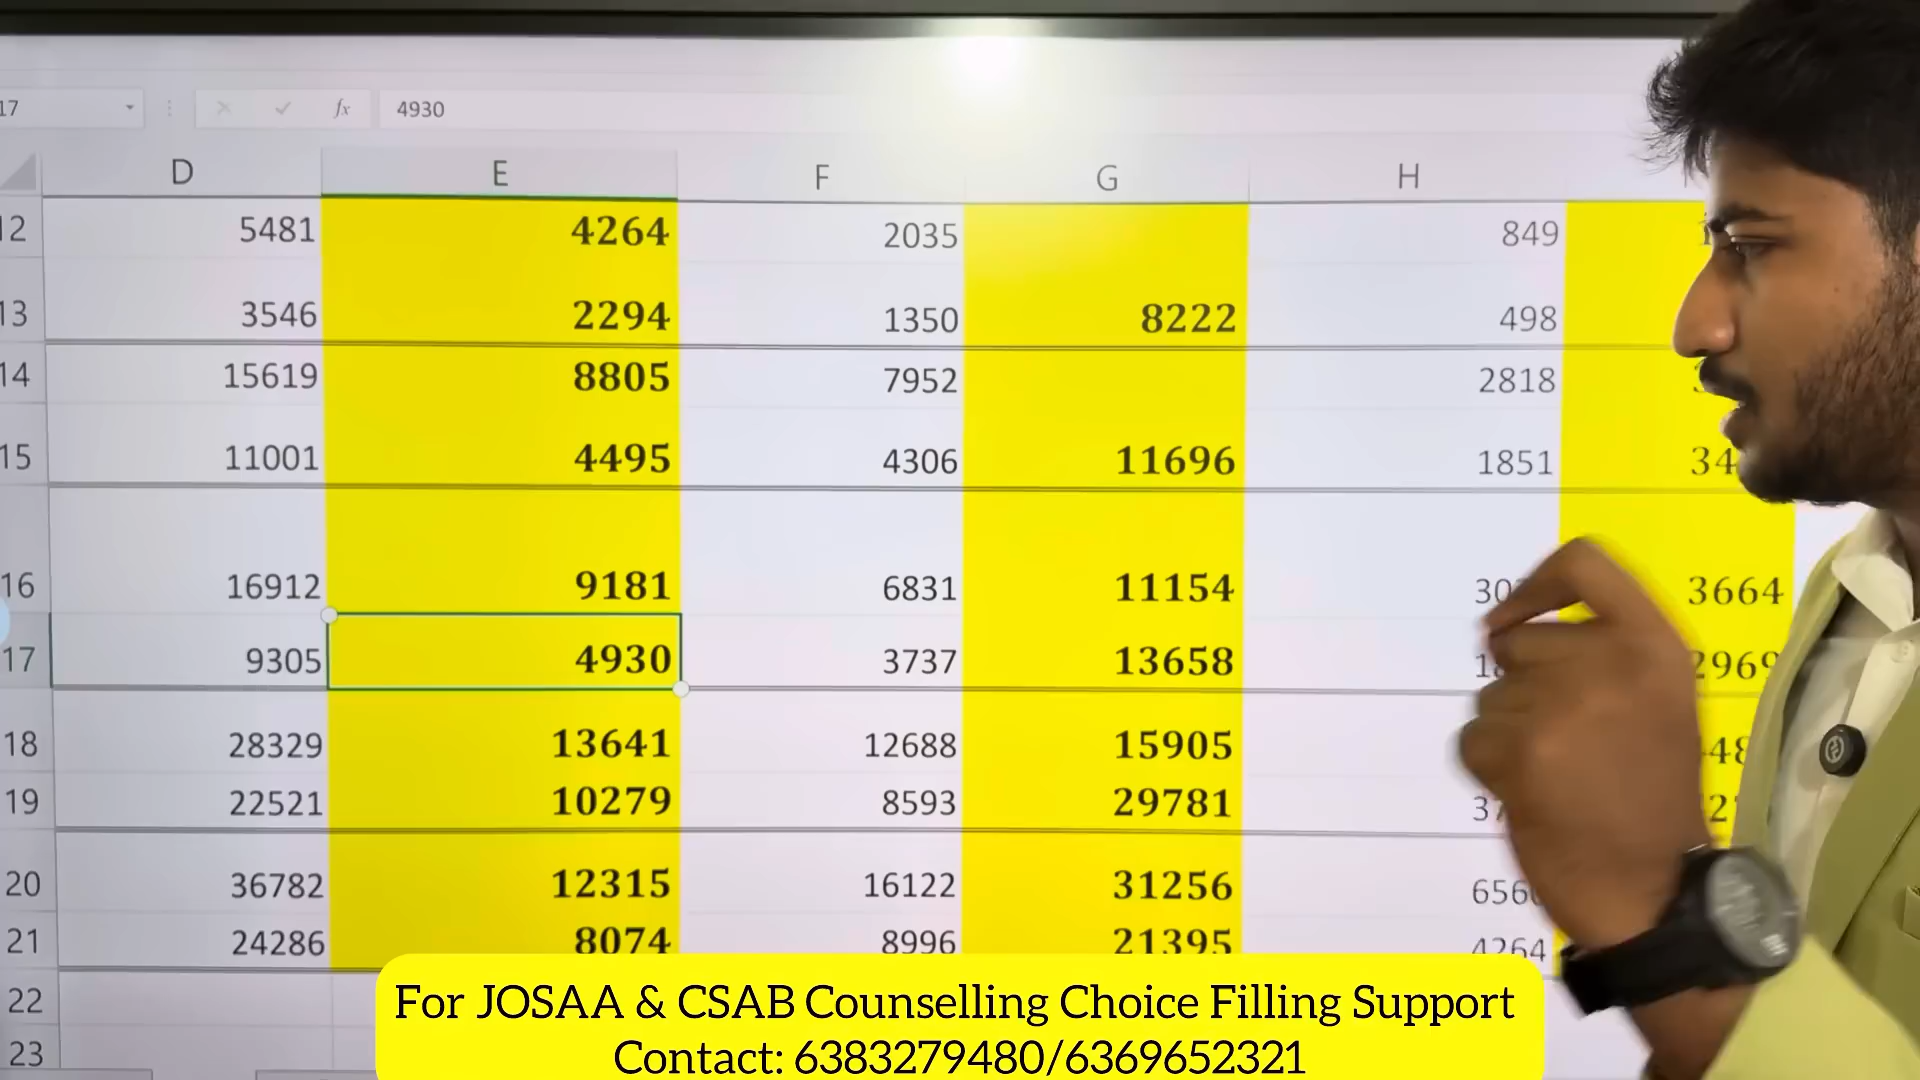 17 fx 4930
D E F G H
12 5481 4264 2035 849
13 3546 2294 1350 8222 498
14 15619 8805 7952 2818
15 11001 4495 4306 11696 1851
16 16912 9181 6831 11154 3664
17 9305 4930 3737 13658 2969
18 28329 13641 12688 15905
19 22521 10279 8593 29781
20 36782 12315 16122 31256
21 24286 8074 8996 21395 4264
22
23
For JOSAA & CSAB Counselling Choice Filling Support
Contact: 6383279480/6369652321